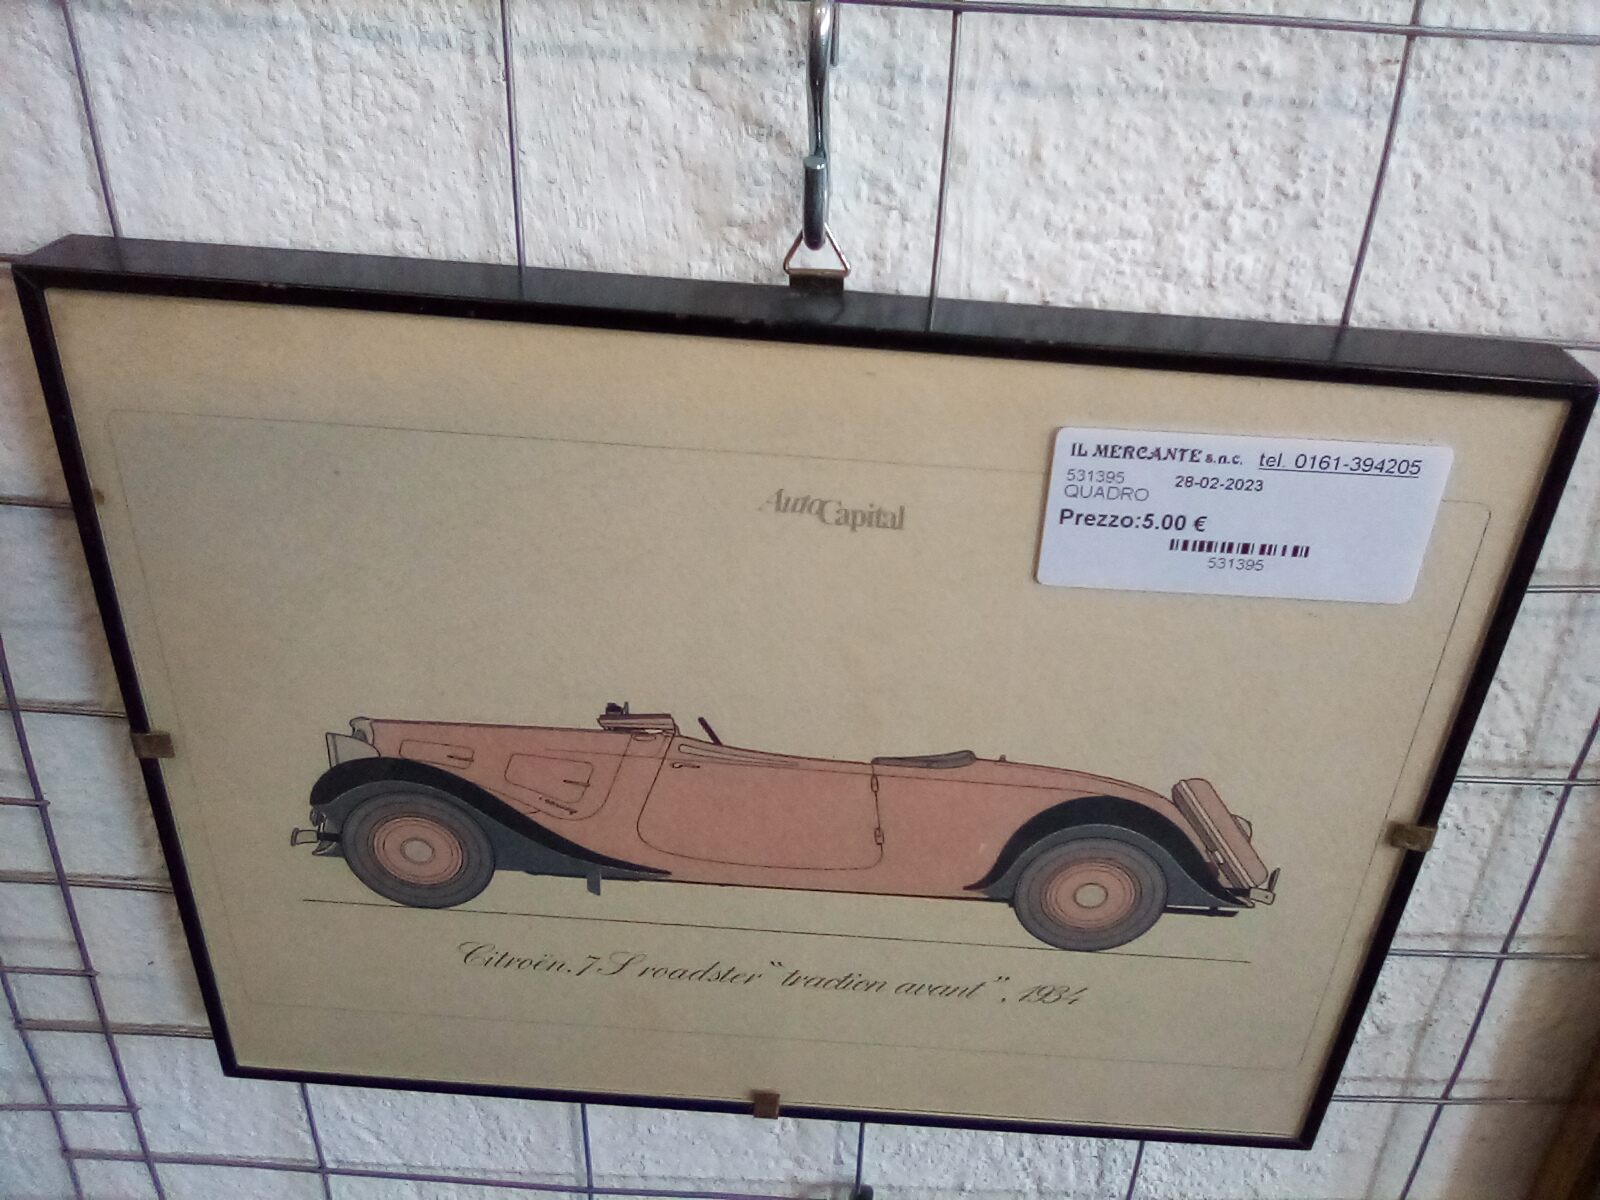 AutoCapital
IL MERCANTE s.n.c. tel. 0161-394205
531395 28-02-2023
QUADRO
Prezzo:5.00 €
531395
Citroën.7 S roadster "traction avant". 1934